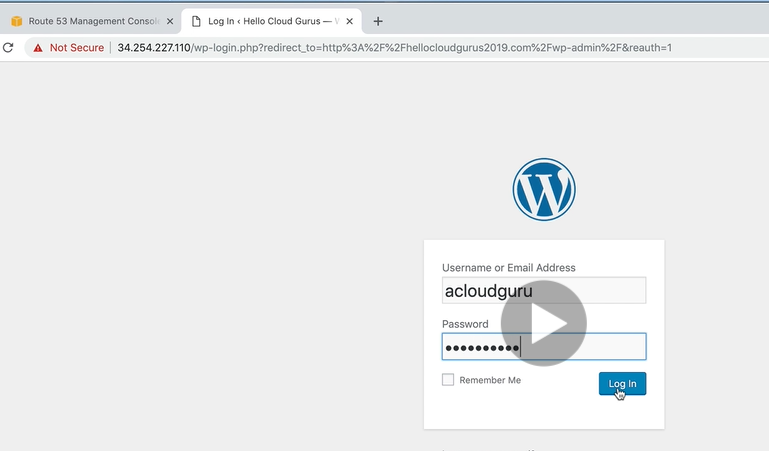 Route 53 Management Consol
Log In ‹ Hello Cloud Gurus — W
Not Secure | 34.254.227.110/wp-login.php?redirect_to=http%3A%2F%2Fhellocloudgurus2019.com%2Fwp-admin%2F&reauth=1
Username or Email Address
acloudguru
Password
Remember Me
Log In